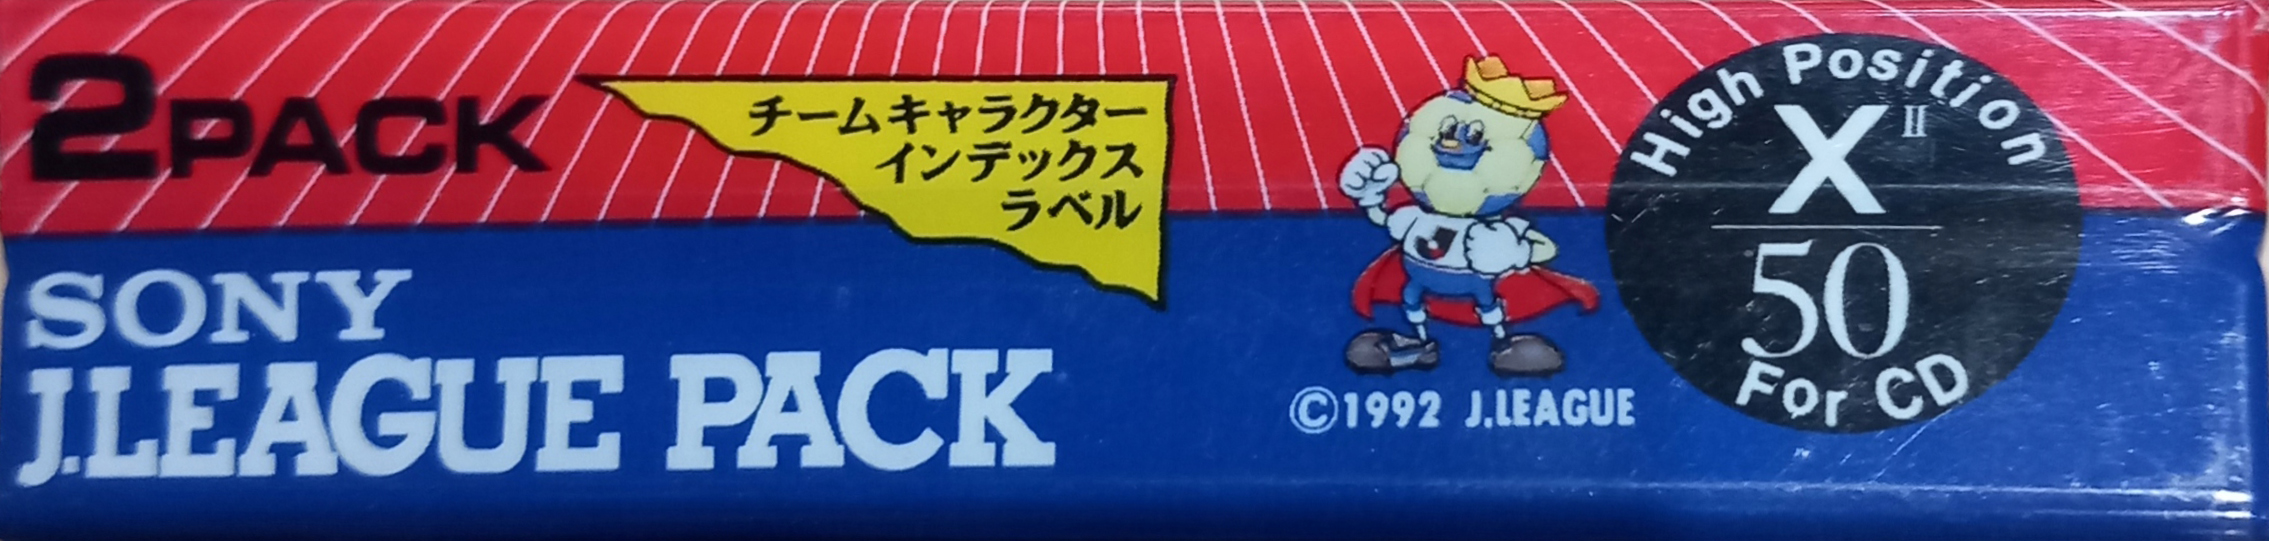 2PACK
チームキャラクター
インデックス
ラベル
SONY
J.LEAGUE PACK
©1992 J.LEAGUE
High Position
XII
50
For CD